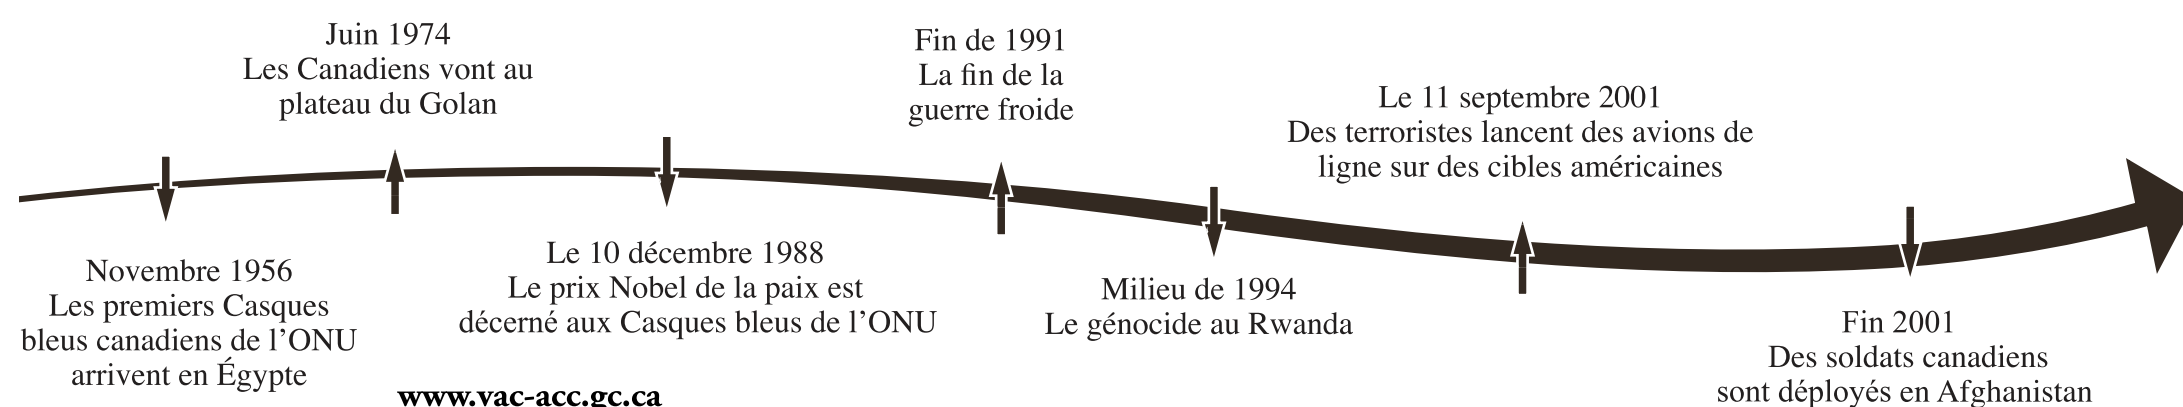 Juin 1974
Les Canadiens vont au
plateau du Golan
Fin de 1991
La fin de la
guerre froide
Le 11 septembre 2001
Des terroristes lancent des avions de
ligne sur des cibles américaines
Novembre 1956
Les premiers Casques
bleus canadiens de l'ONU
arrivent en Égypte
Le 10 décembre 1988
Le prix Nobel de la paix est
décerné aux Casques bleus de l'ONU
Milieu de 1994
Le génocide au Rwanda
Fin 2001
Des soldats canadiens
sont déployés en Afghanistan
www.vac-acc.gc.ca